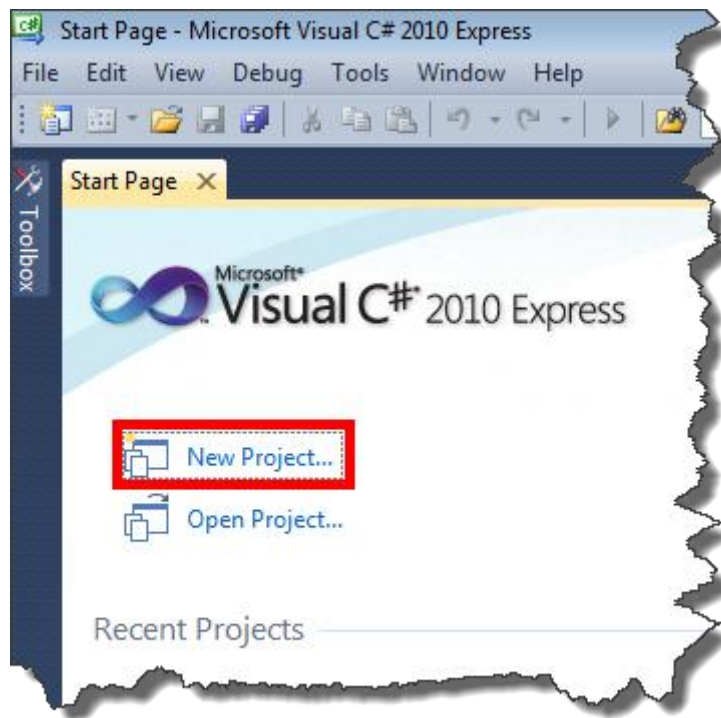 Start Page - Microsoft Visual C# 2010 Express
File Edit View Debug Tools Window Help
Toolbox
Start Page
Microsoft®
Visual C# 2010 Express
New Project...
Open Project...
Recent Projects